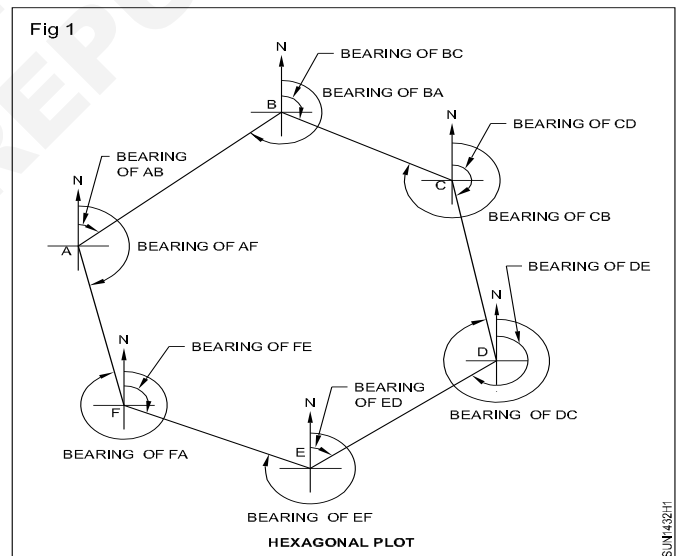 Fig 1
N
BEARING OF BC
B
BEARING OF BA
N
BEARING OF CD
BEARING
OF AB
N
C
BEARING OF CB
A
BEARING OF AF
BEARING OF DE
N
N
BEARING OF FE
D
BEARING
OF ED
N
F
BEARING OF DC
E
BEARING OF FA
BEARING OF EF
HEXAGONAL PLOT
SUN1432H1